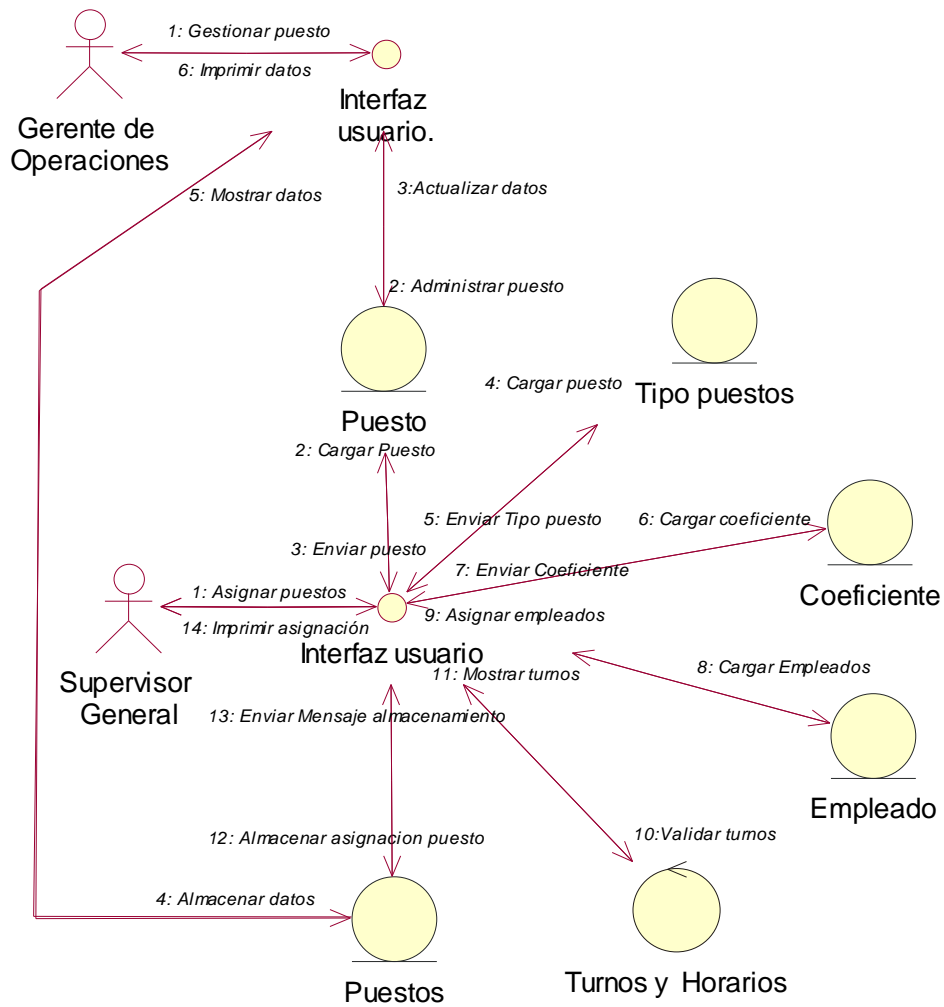 1: Gestionar puesto
6: Imprimir datos
Interfaz
usuario.
Gerente de
Operaciones
5: Mostrar datos
3:Actualizar datos
2: Administrar puesto
4: Cargar puesto
Tipo puestos
Puesto
2: Cargar Puesto
5: Enviar Tipo puesto
6: Cargar coeficiente
3: Enviar puesto
7: Enviar Coeficiente
1: Asignar puestos
Coeficiente
9: Asignar empleados
14: Imprimir asignación
Interfaz usuario
8: Cargar Empleados
11: Mostrar turnos
Supervisor
General
13: Enviar Mensaje almacenamiento
Empleado
10:Validar turnos
12: Almacenar asignacion puesto
4: Almacenar datos
Turnos y Horarios
Puestos